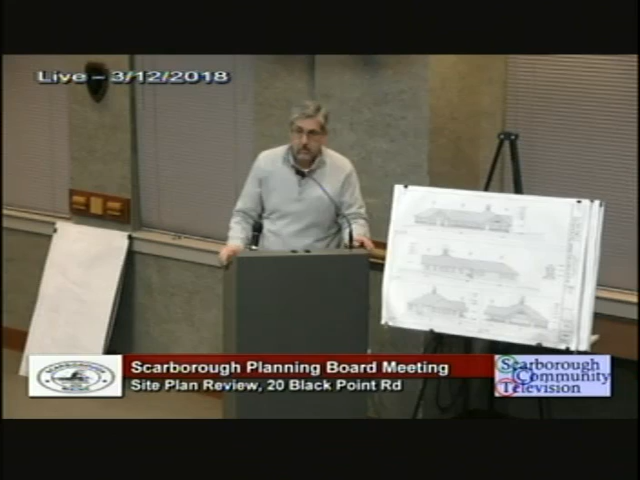 Live - 3/12/2018
Scarborough Planning Board Meeting
Site Plan Review, 20 Black Point Rd
Scarborough
Community
Television